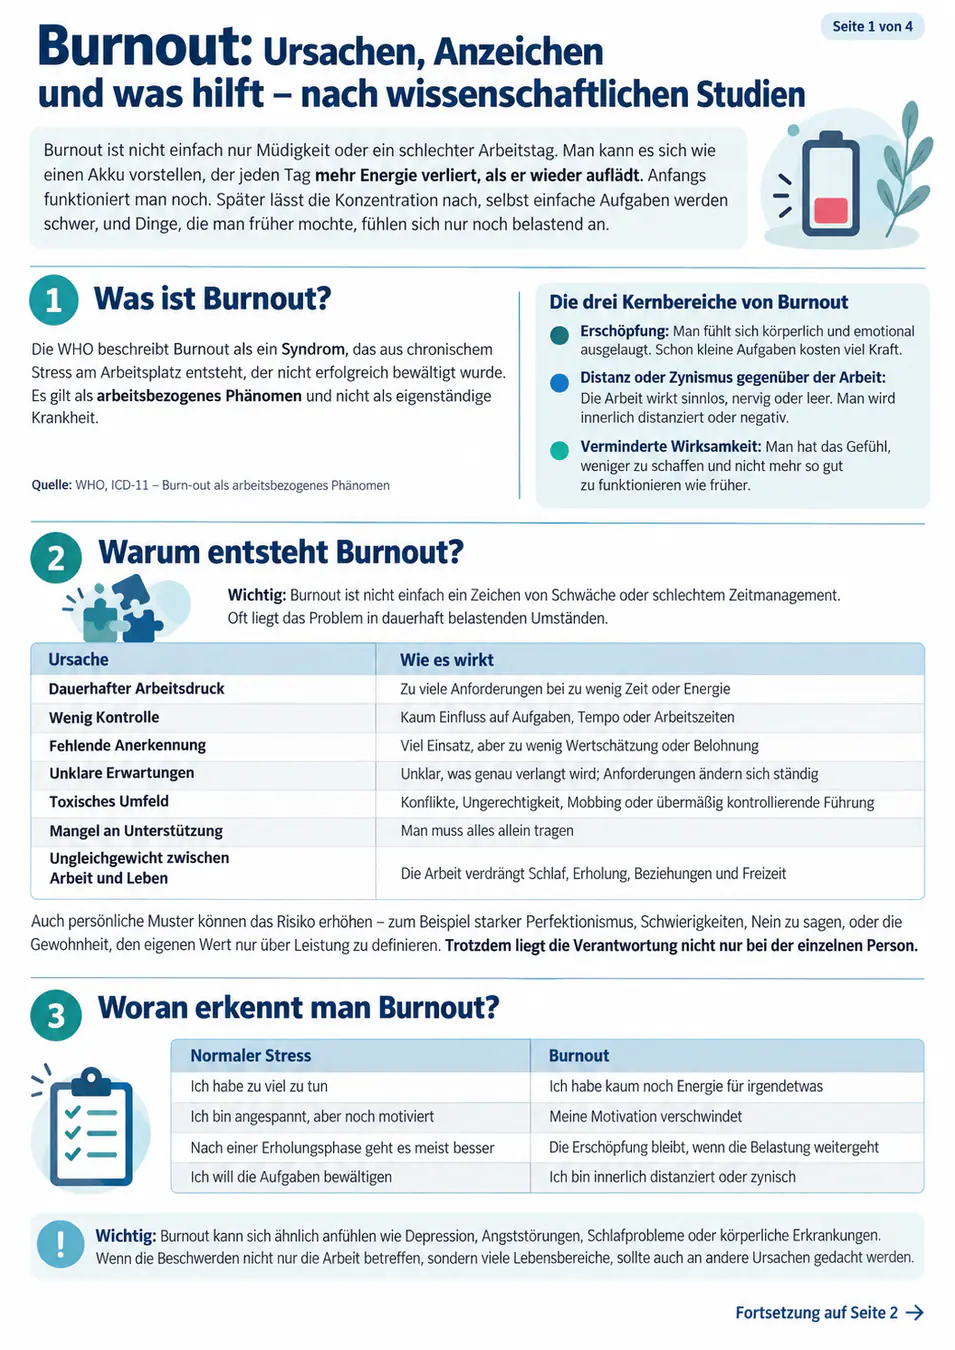 Seite 1 von 4
Burnout: Ursachen, Anzeichen
und was hilft – nach wissenschaftlichen Studien
Burnout ist nicht einfach nur Müdigkeit oder ein schlechter Arbeitstag. Man kann es sich wie
einen Akku vorstellen, der jeden Tag mehr Energie verliert, als er wieder auflädt. Anfangs
funktioniert man noch. Später lässt die Konzentration nach, selbst einfache Aufgaben werden
schwer, und Dinge, die man früher mochte, fühlen sich nur noch belastend an.
1 Was ist Burnout?
Die WHO beschreibt Burnout als ein Syndrom, das aus chronischem
Stress am Arbeitsplatz entsteht, der nicht erfolgreich bewältigt wurde.
Es gilt als arbeitsbezogenes Phänomen und nicht als eigenständige
Krankheit.
Quelle: WHO, ICD-11 – Burn-out als arbeitsbezogenes Phänomen
Die drei Kernbereiche von Burnout
Erschöpfung: Man fühlt sich körperlich und emotional
ausgelaugt. Schon kleine Aufgaben kosten viel Kraft.
Distanz oder Zynismus gegenüber der Arbeit:
Die Arbeit wirkt sinnlos, nervig oder leer. Man wird
innerlich distanziert oder negativ.
Verminderte Wirksamkeit: Man hat das Gefühl,
weniger zu schaffen und nicht mehr so gut
zu funktionieren wie früher.
2 Warum entsteht Burnout?
Wichtig: Burnout ist nicht einfach ein Zeichen von Schwäche oder schlechtem Zeitmanagement.
Oft liegt das Problem in dauerhaft belastenden Umständen.
Ursache Wie es wirkt
Dauerhafter Arbeitsdruck Zu viele Anforderungen bei zu wenig Zeit oder Energie
Wenig Kontrolle Kaum Einfluss auf Aufgaben, Tempo oder Arbeitszeiten
Fehlende Anerkennung Viel Einsatz, aber zu wenig Wertschätzung oder Belohnung
Unklare Erwartungen Unklar, was genau verlangt wird; Anforderungen ändern sich ständig
Toxisches Umfeld Konflikte, Ungerechtigkeit, Mobbing oder übermäßig kontrollierende Führung
Mangel an Unterstützung Man muss alles allein tragen
Ungleichgewicht zwischen
Arbeit und Leben Die Arbeit verdrängt Schlaf, Erholung, Beziehungen und Freizeit
Auch persönliche Muster können das Risiko erhöhen – zum Beispiel starker Perfektionismus, Schwierigkeiten, Nein zu sagen, oder die
Gewohnheit, den eigenen Wert nur über Leistung zu definieren. Trotzdem liegt die Verantwortung nicht nur bei der einzelnen Person.
3 Woran erkennt man Burnout?
Normaler Stress Burnout
Ich habe zu viel zu tun Ich habe kaum noch Energie für irgendetwas
Ich bin angespannt, aber noch motiviert Meine Motivation verschwindet
Nach einer Erholungsphase geht es meist besser Die Erschöpfung bleibt, wenn die Belastung weitergeht
Ich will die Aufgaben bewältigen Ich bin innerlich distanziert oder zynisch
! Wichtig: Burnout kann sich ähnlich anfühlen wie Depression, Angststörungen, Schlafprobleme oder körperliche Erkrankungen.
Wenn die Beschwerden nicht nur die Arbeit betreffen, sondern viele Lebensbereiche, sollte auch an andere Ursachen gedacht werden.
Fortsetzung auf Seite 2 →